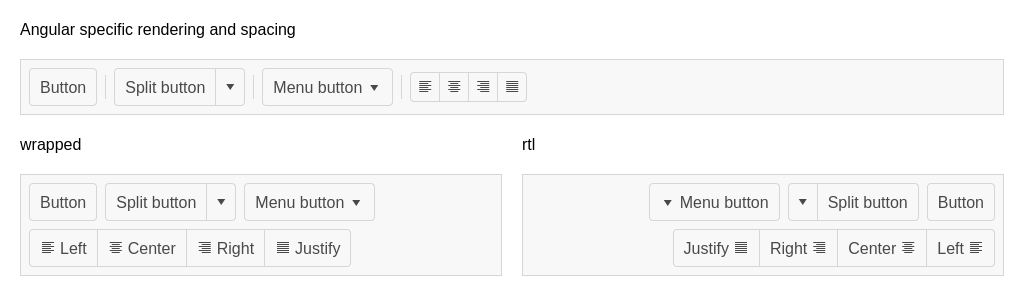 Angular specific rendering and spacing
Button Split button Menu button
wrapped
Button Split button Menu button
Left Center Right Justify
rtl
Menu button Split button Button
Justify Right Center Left